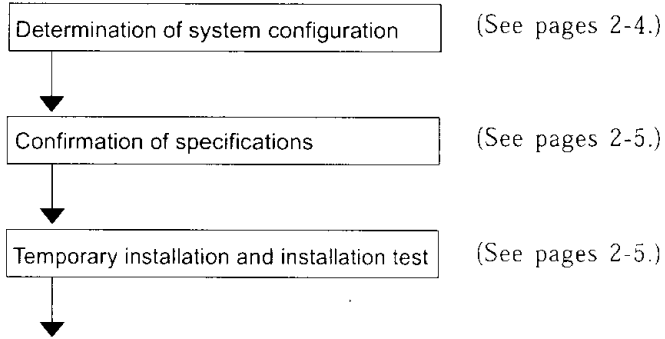 Determination of system configuration (See pages 2-4.)
Confirmation of specifications (See pages 2-5.)
Temporary installation and installation test (See pages 2-5.)